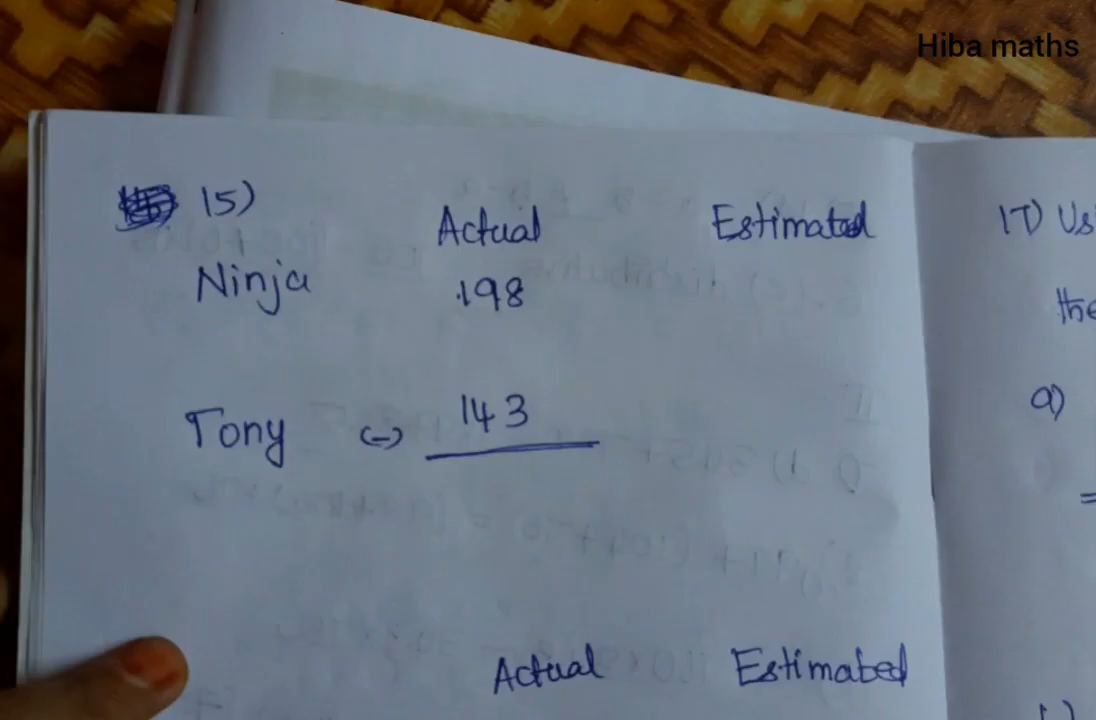 Hiba maths
15)
Actual Estimated
Ninja 198
Tony (-) 143
Actual Estimated
17) Us
the
a)
=